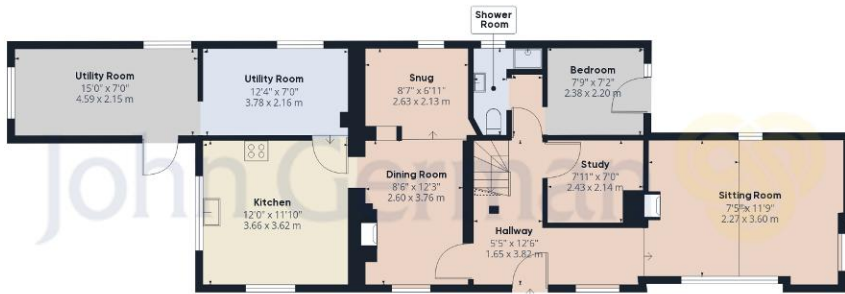 Shower
Room
Utility Room
15'0" x 7'0"
4.59 x 2.15 m
Utility Room
12'4" x 7'0"
3.78 x 2.16 m
Snug
8'7" x 6'11"
2.63 x 2.13 m
Bedroom
7'9" x 7'2"
2.38 x 2.20 m
Kitchen
12'0" x 11'10"
3.66 x 3.62 m
Dining Room
8'6" x 12'3"
2.60 x 3.76 m
Study
7'11" x 7'0"
2.43 x 2.14 m
Sitting Room
7'5" x 11'9"
2.27 x 3.60 m
Hallway
5'5" x 12'6"
1.65 x 3.82 m
John German